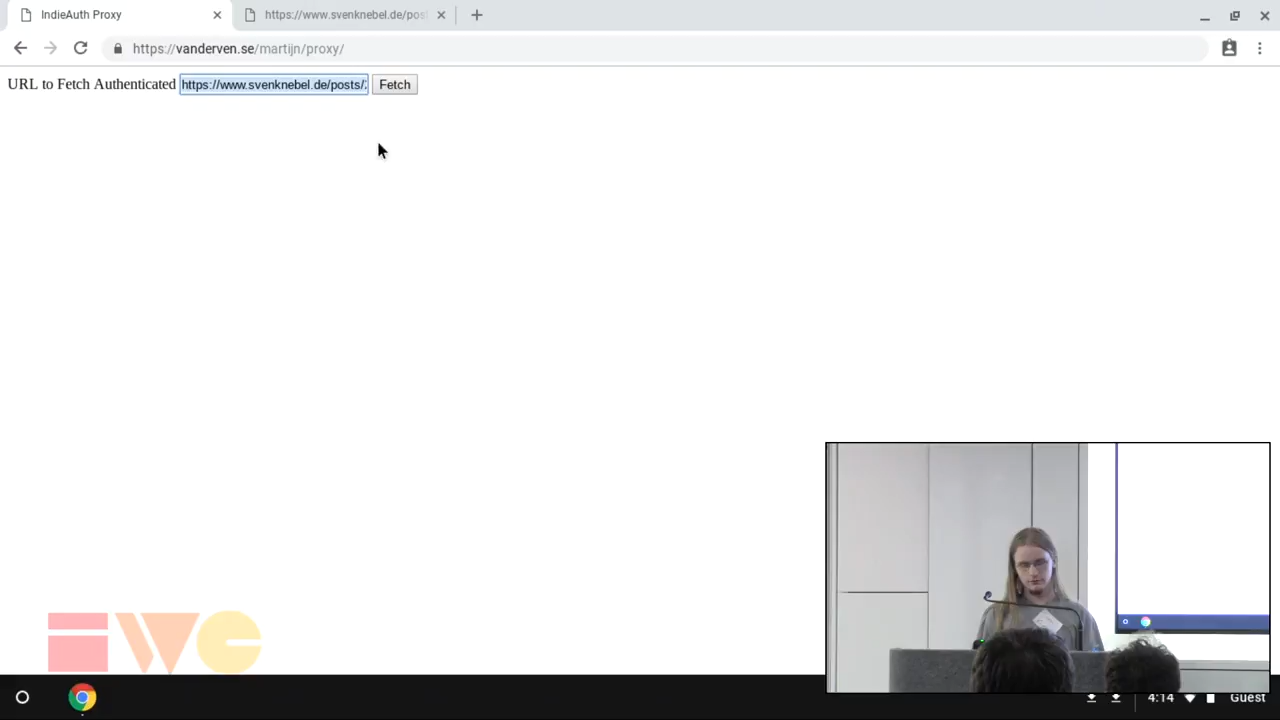 IndieAuth Proxy
https://www.svenknebel.de/pos
https://vanderven.se/martijn/proxy/
URL to Fetch Authenticated https://www.svenknebel.de/posts/ Fetch
IWC
4:14 Guest